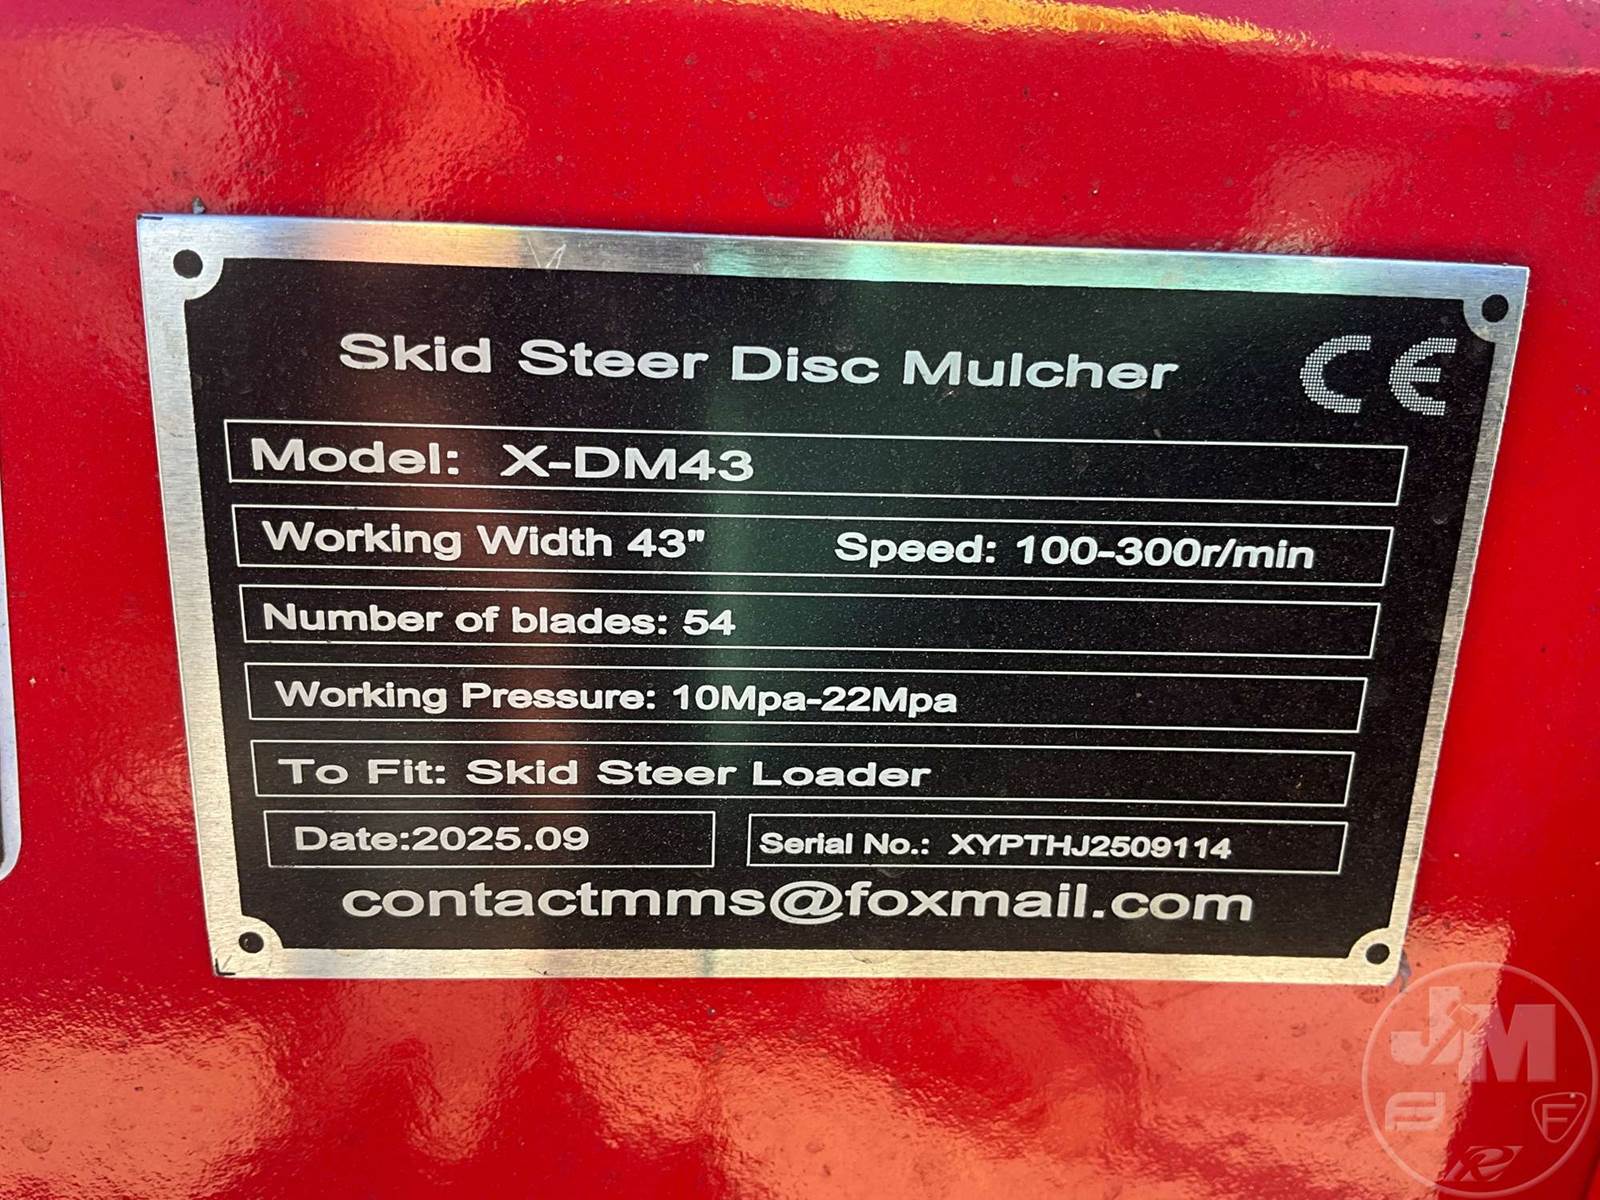 Skid Steer Disc Mulcher CE
Model: X-DM43
Working Width 43" Speed: 100-300r/min
Number of blades: 54
Working Pressure: 10Mpa-22Mpa
To Fit: Skid Steer Loader
Date:2025.09 Serial No.: XYPTHJ2509114
contactmms@foxmail.com
JM